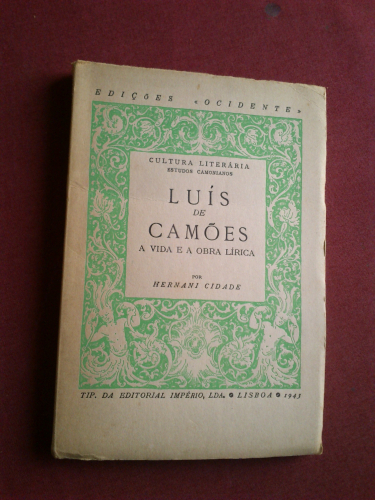 EDIÇÕES «OCIDENTE»
CULTURA LITERÁRIA
ESTUDOS CAMONIANOS
LUÍS
DE
CAMÕES
A VIDA E A OBRA LÍRICA
POR
HERNANI CIDADE
TIP. DA EDITORIAL IMPÉRIO, LDA. • LISBOA • 1943